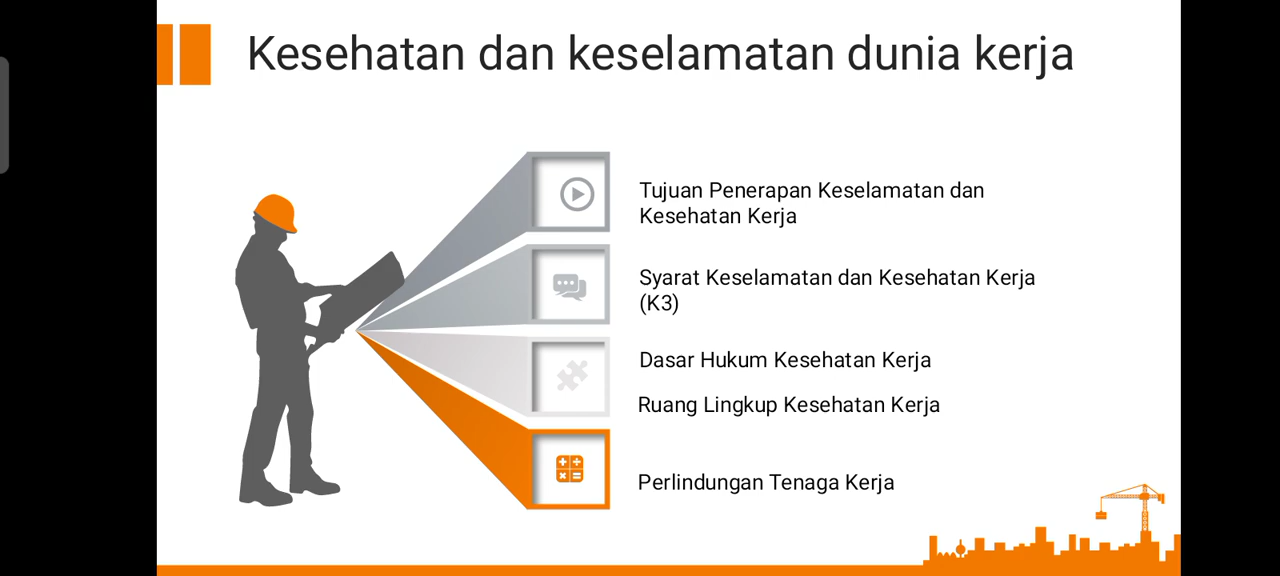 Kesehatan dan keselamatan dunia kerja
Tujuan Penerapan Keselamatan dan
Kesehatan Kerja
Syarat Keselamatan dan Kesehatan Kerja
(K3)
Dasar Hukum Kesehatan Kerja
Ruang Lingkup Kesehatan Kerja
Perlindungan Tenaga Kerja